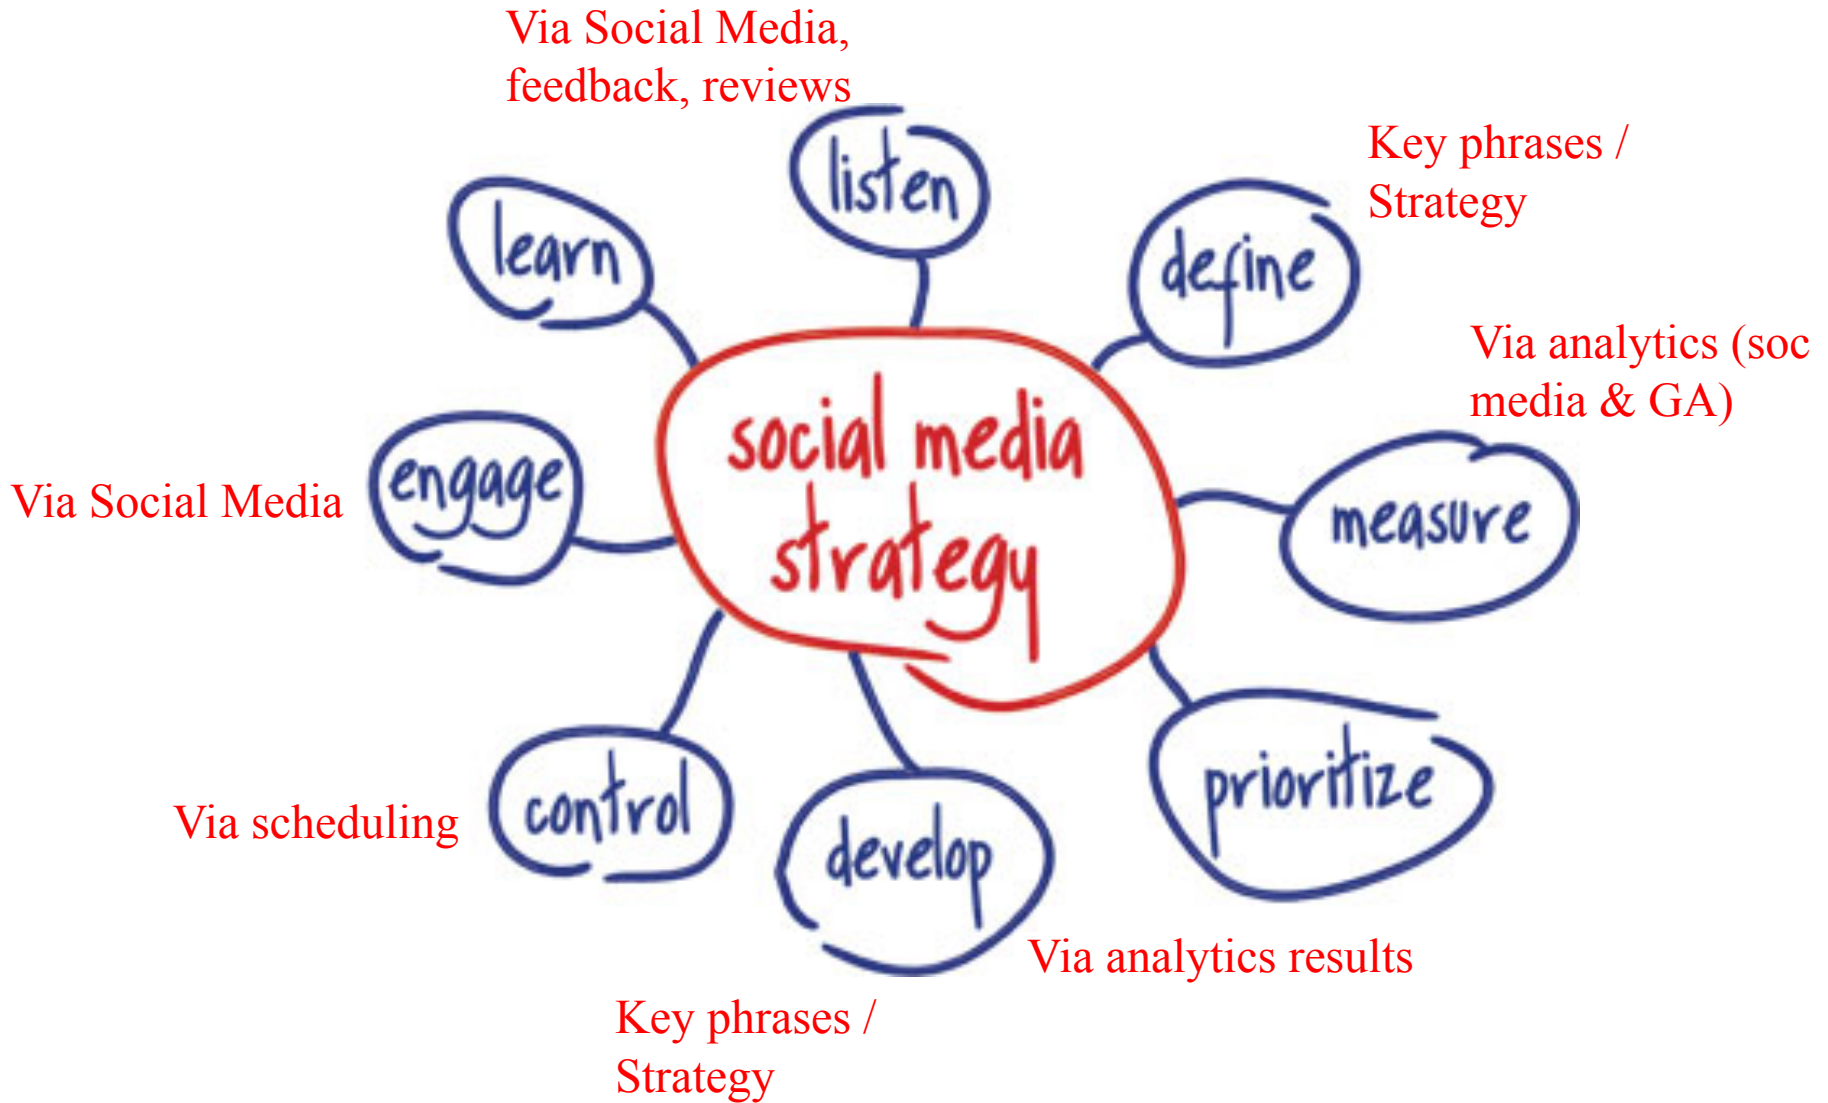 Via Social Media,
feedback, reviews
listen
Key phrases /
Strategy
learn
define
Via analytics (soc
media & GA)
social media
strategy
engage
Via Social Media
measure
prioritize
control
Via scheduling
develop
Via analytics results
Key phrases /
Strategy